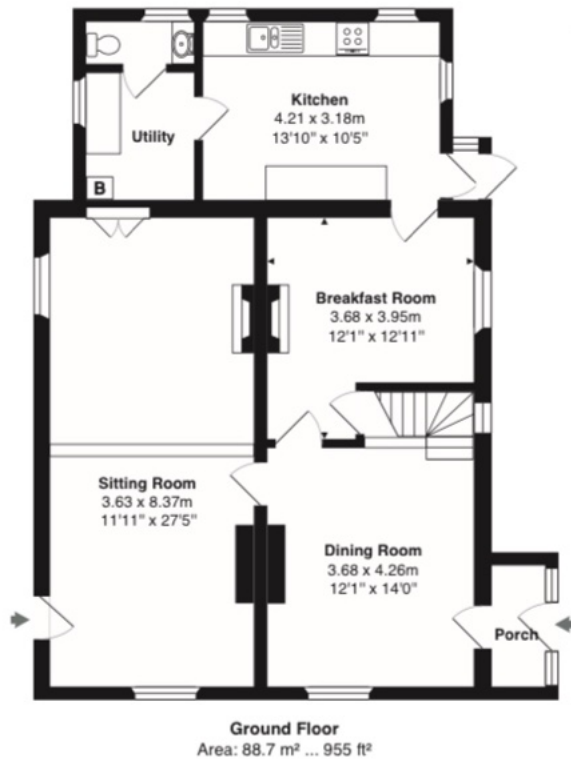 Kitchen
4.21 x 3.18m
13'10" x 10'5"
Utility
B
Breakfast Room
3.68 x 3.95m
12'1" x 12'11"
Sitting Room
3.63 x 8.37m
11'11" x 27'5"
Dining Room
3.68 x 4.26m
12'1" x 14'0"
Porch
Ground Floor
Area: 88.7 m² ... 955 ft²